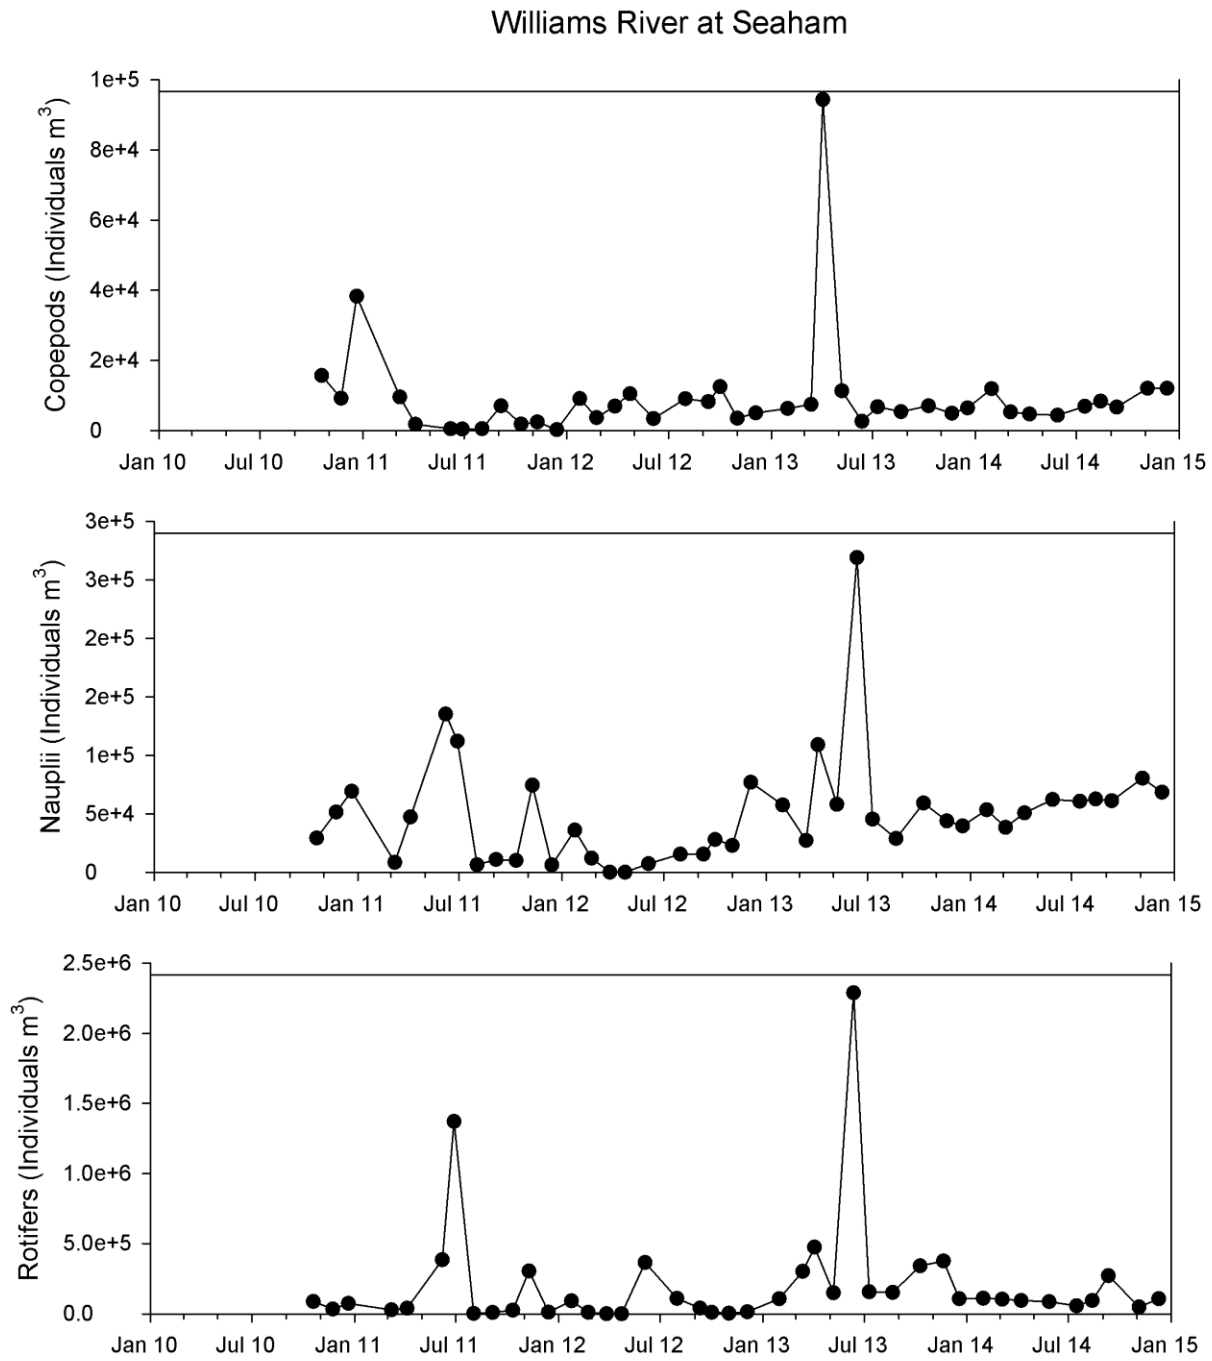 Williams River at Seaham
Copepods (Individuals m³)
1e+5
8e+4
6e+4
4e+4
2e+4
0
Jan 10 Jul 10 Jan 11 Jul 11 Jan 12 Jul 12 Jan 13 Jul 13 Jan 14 Jul 14 Jan 15
Nauplii (Individuals m³)
3e+5
3e+5
2e+5
2e+5
1e+5
5e+4
0
Jan 10 Jul 10 Jan 11 Jul 11 Jan 12 Jul 12 Jan 13 Jul 13 Jan 14 Jul 14 Jan 15
Rotifers (Individuals m³)
2.5e+6
2.0e+6
1.5e+6
1.0e+6
5.0e+5
0.0
Jan 10 Jul 10 Jan 11 Jul 11 Jan 12 Jul 12 Jan 13 Jul 13 Jan 14 Jul 14 Jan 15